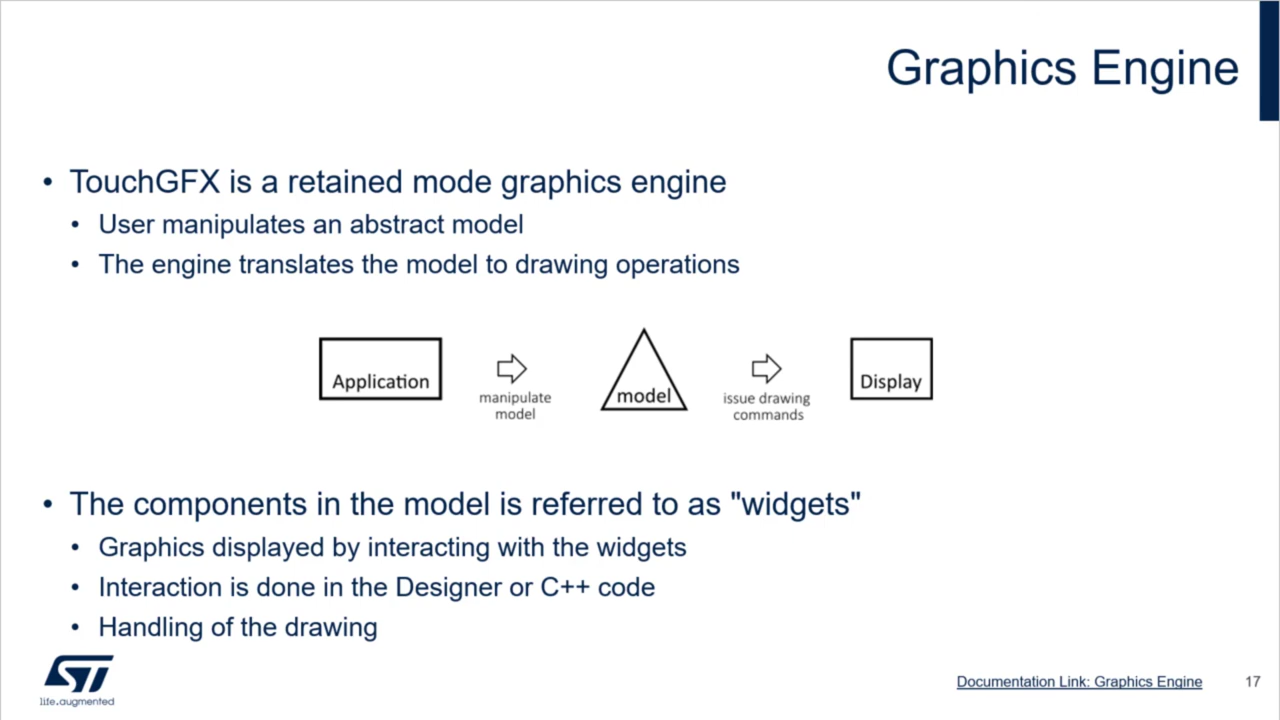 Graphics Engine
• TouchGFX is a retained mode graphics engine
• User manipulates an abstract model
• The engine translates the model to drawing operations
Application
manipulate
model
model
issue drawing
commands
Display
• The components in the model is referred to as "widgets"
• Graphics displayed by interacting with the widgets
• Interaction is done in the Designer or C++ code
• Handling of the drawing
ST
life.augmented
Documentation Link: Graphics Engine
17